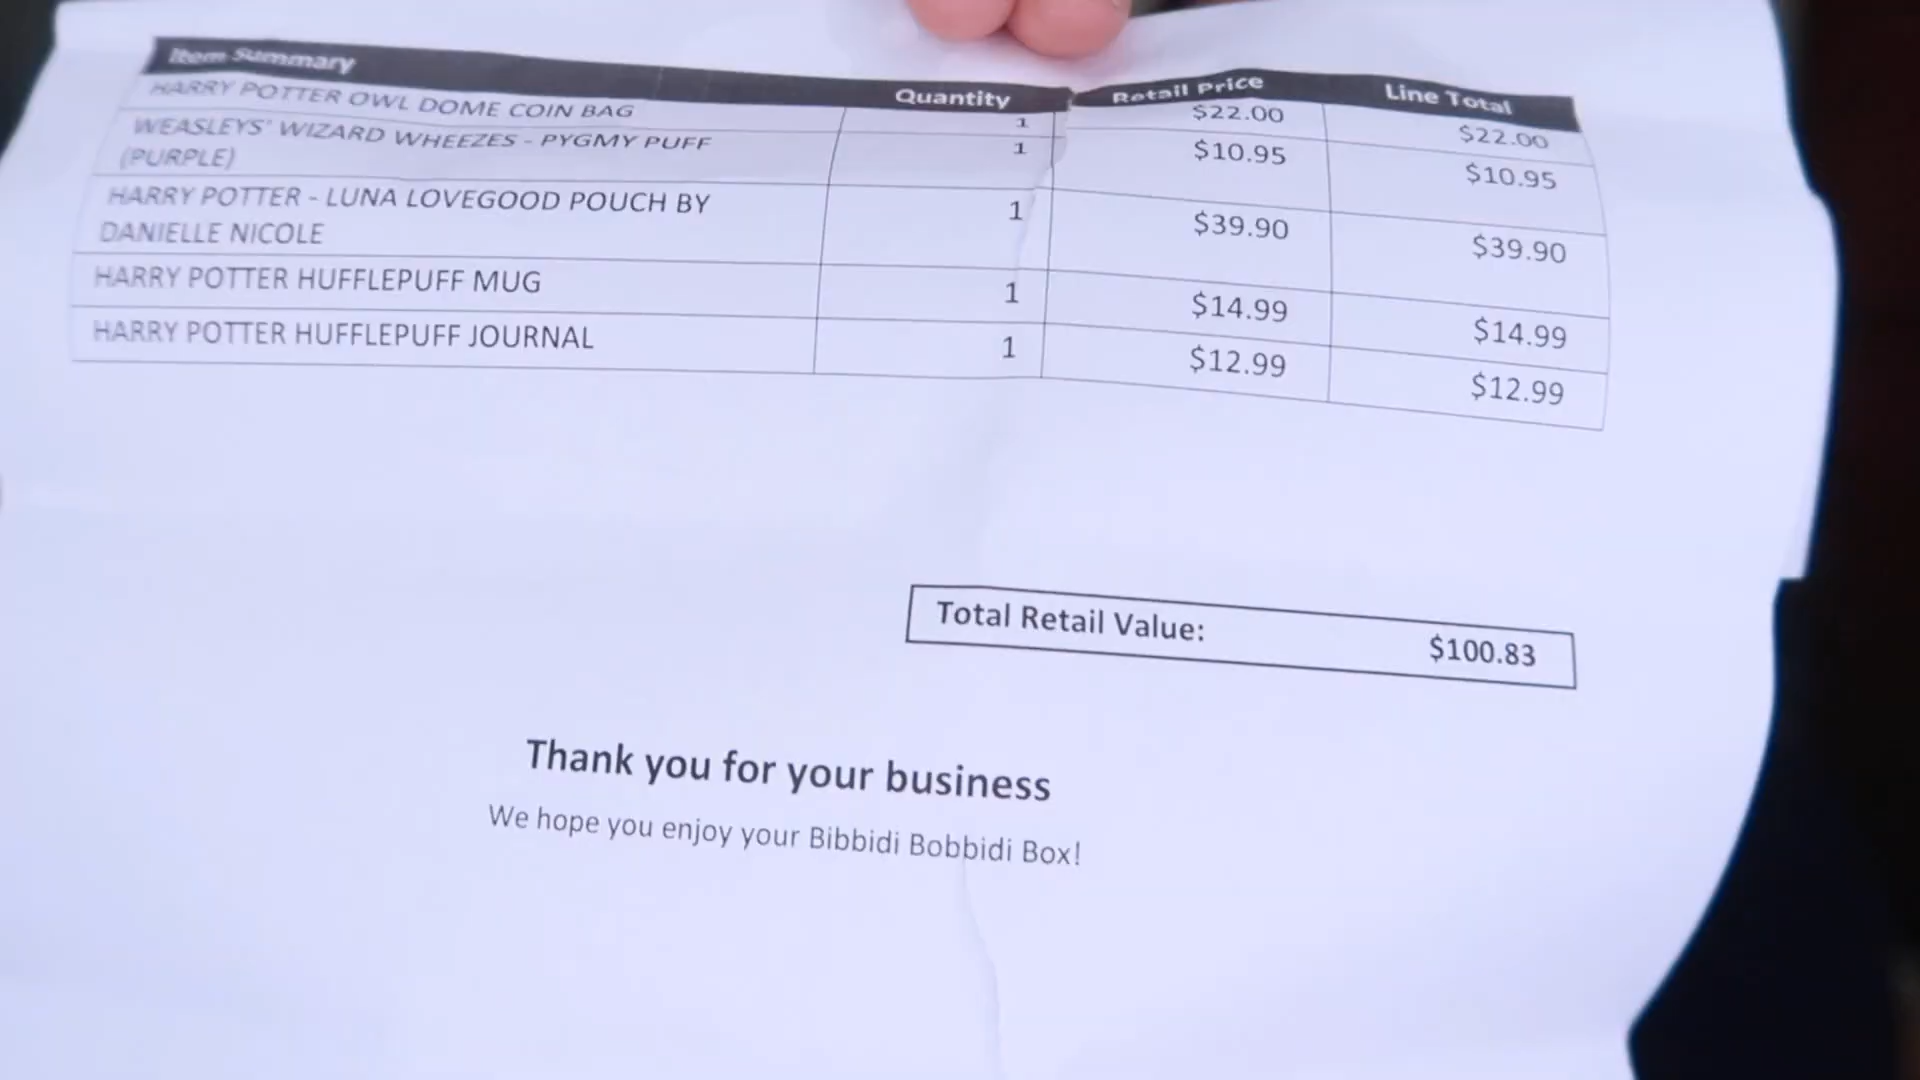 Item Summary Quantity Retail Price Line Total
HARRY POTTER OWL DOME COIN BAG 1 $22.00 $22.00
WEASLEYS' WIZARD WHEEZES - PYGMY PUFF 1 $10.95 $10.95
(PURPLE)
HARRY POTTER - LUNA LOVEGOOD POUCH BY 1 $39.90 $39.90
DANIELLE NICOLE
HARRY POTTER HUFFLEPUFF MUG 1 $14.99 $14.99
HARRY POTTER HUFFLEPUFF JOURNAL 1 $12.99 $12.99
Total Retail Value: $100.83
Thank you for your business
We hope you enjoy your Bibbidi Bobbidi Box!